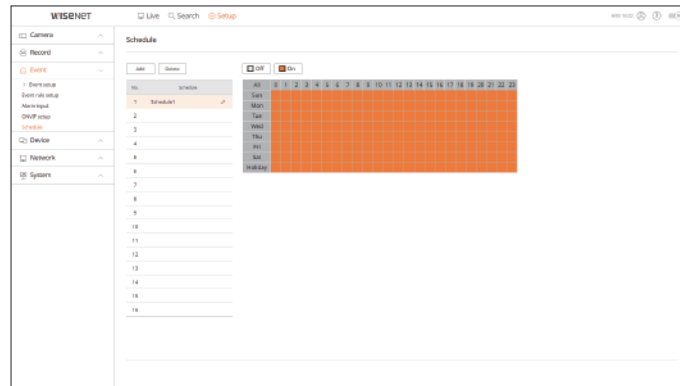 WISENET
Live Search Setup
Camera
Record
Event
Event setup
Event rule setup
Alarm input
ONVIF setup
Schedule
Device
Network
System
Schedule
Add Delete
No. Schedule
1 Schedule1
2
3
4
5
6
7
8
9
10
11
12
13
14
15
16
Off On
All 0 1 2 3 4 5 6 7 8 9 10 11 12 13 14 15 16 17 18 19 20 21 22 23
Sun
Mon
Tue
Wed
Thu
Fri
Sat
Holiday